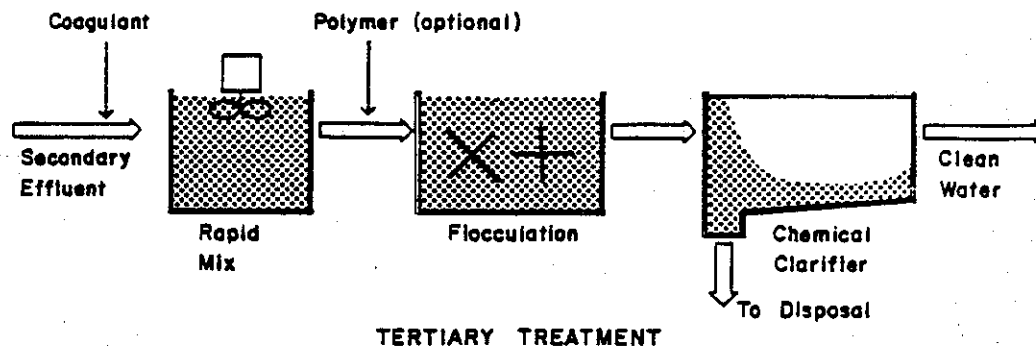 Coagulant
Polymer (optional)
Secondary
Effluent
Rapid
Mix
Flocculation
Chemical
Clarifier
Clean
Water
To Disposal
TERTIARY TREATMENT